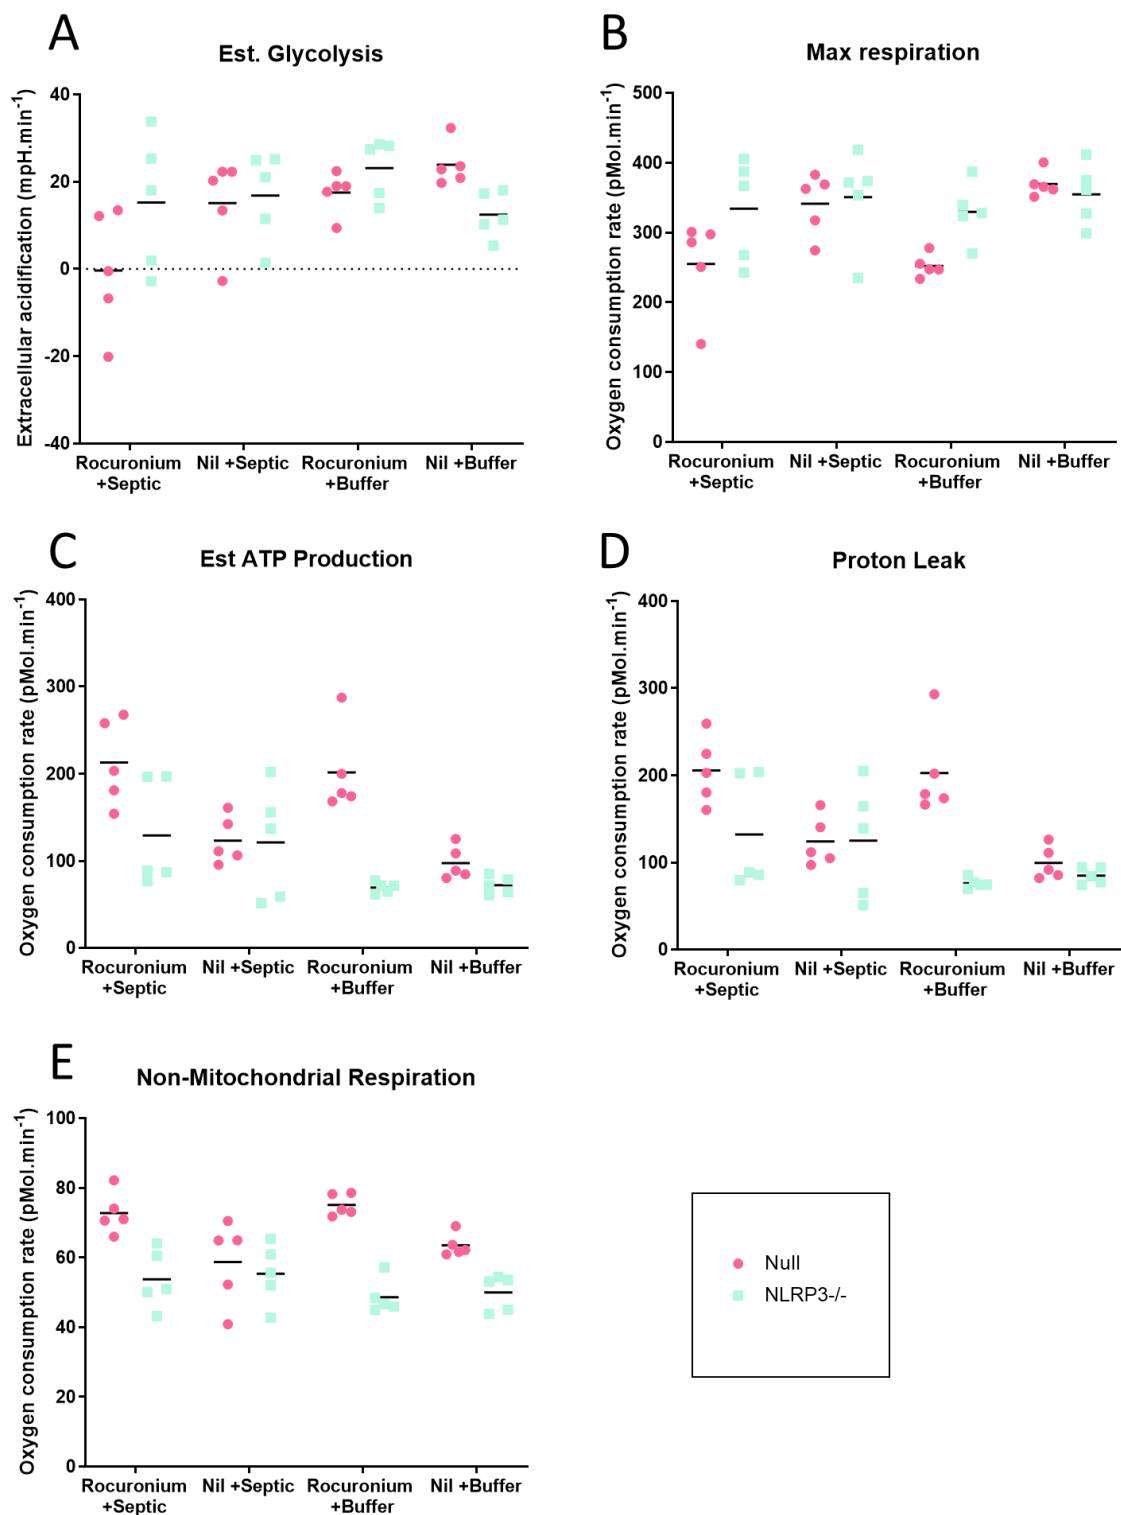 A
Est. Glycolysis
Extracellular acidification (mpH.min-1)
40
20
0
-20
-40
Rocuronium
+Septic
Nil +Septic
Rocuronium
+Buffer
Nil +Buffer
B
Max respiration
Oxygen consumption rate (pMol.min-1)
500
400
300
200
100
0
Rocuronium
+Septic
Nil +Septic
Rocuronium
+Buffer
Nil +Buffer
C
Est ATP Production
Oxygen consumption rate (pMol.min-1)
400
300
200
100
0
Rocuronium
+Septic
Nil +Septic
Rocuronium
+Buffer
Nil +Buffer
D
Proton Leak
Oxygen consumption rate (pMol.min-1)
400
300
200
100
0
Rocuronium
+Septic
Nil +Septic
Rocuronium
+Buffer
Nil +Buffer
E
Non-Mitochondrial Respiration
Oxygen consumption rate (pMol.min-1)
100
80
60
40
20
0
Rocuronium
+Septic
Nil +Septic
Rocuronium
+Buffer
Nil +Buffer
Null
NLRP3-/-